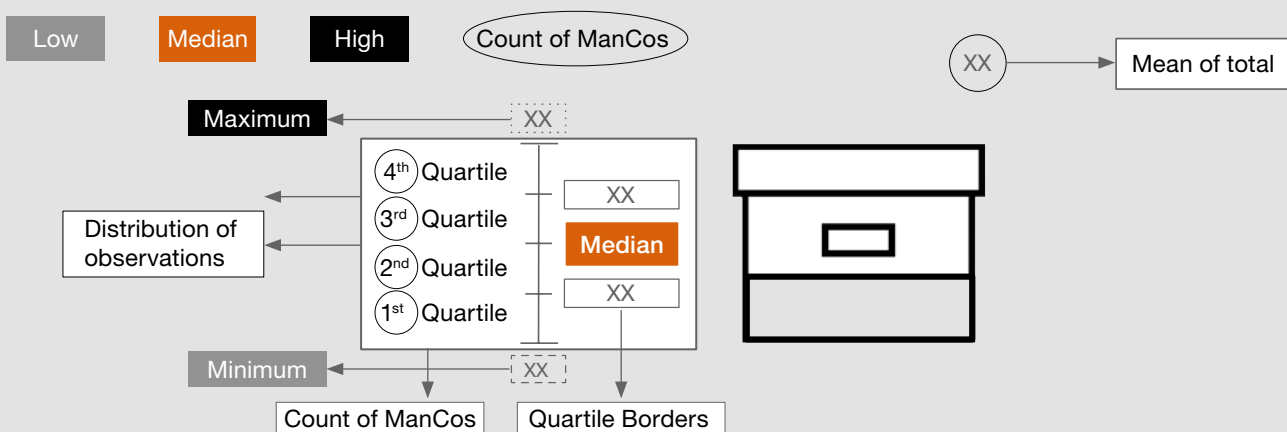 Low
Median
High
Count of ManCos
XX
Mean of total
Maximum
XX
4th Quartile
XX
3rd Quartile
Distribution of
observations
Median
2nd Quartile
XX
1st Quartile
Minimum
XX
Count of ManCos
Quartile Borders